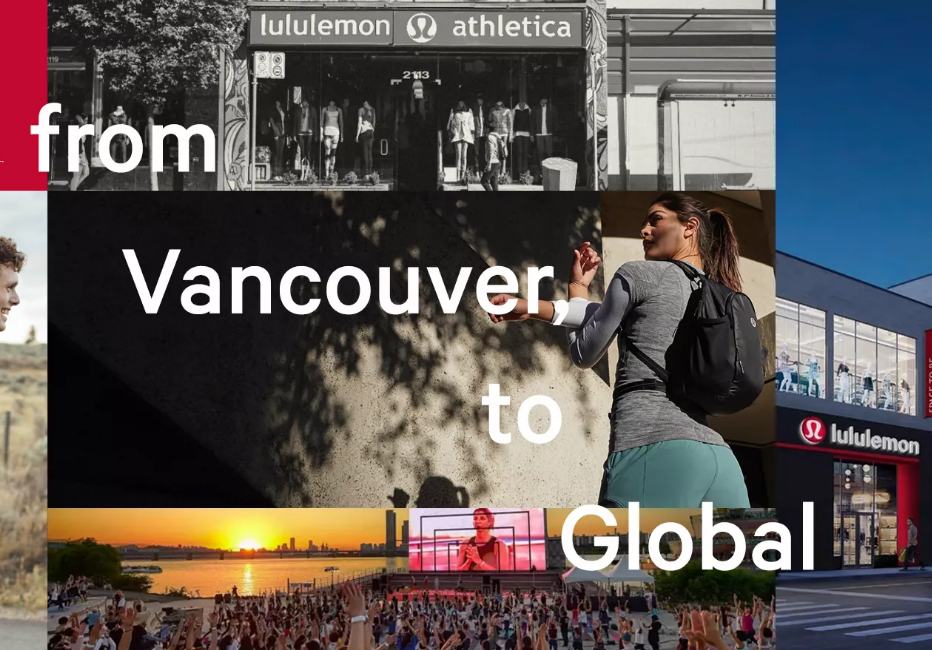 lululemon athletica
2113
from
Vancouver,
to
lululemon
Global